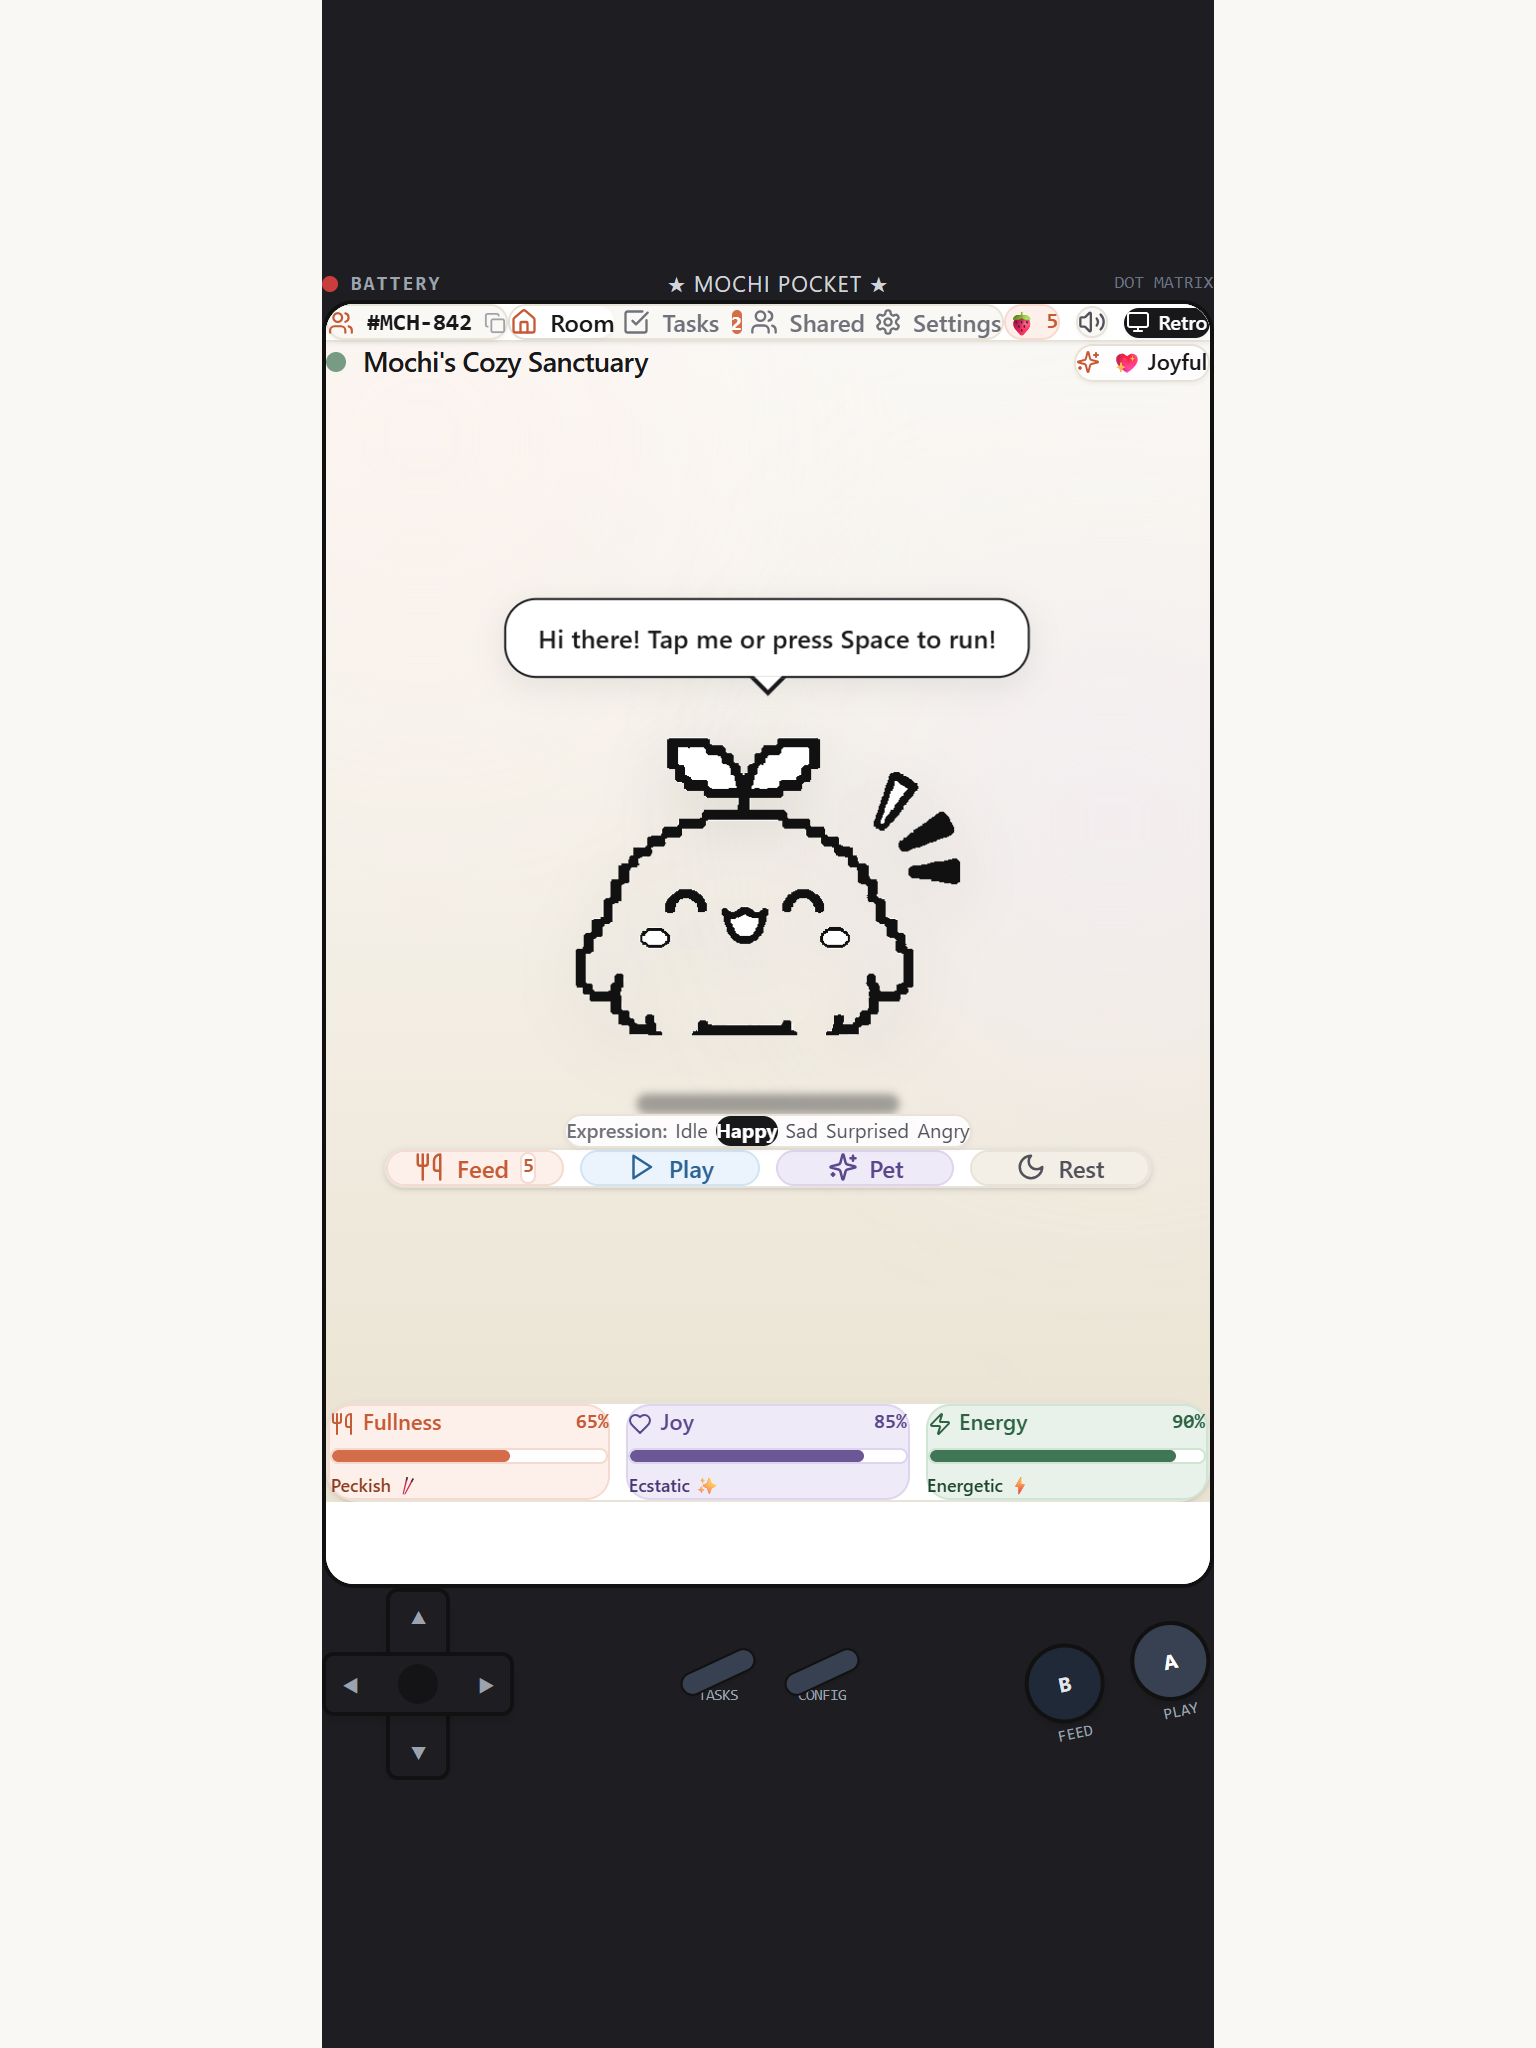 BATTERY ★ MOCHI POCKET ★ DOT MATRIX
#MCH-842 Room Tasks 2 Shared Settings 🍓 5 Retro
Mochi's Cozy Sanctuary 💖 Joyful
Hi there! Tap me or press Space to run!
Expression: Idle Happy Sad Surprised Angry
Feed 5 Play Pet Rest
Fullness 65% Joy 85% Energy 90%
Peckish 🥢 Ecstatic ✨ Energetic ⚡
▲
◀ ▶
▼
TASKS CONFIG
B A
FEED PLAY